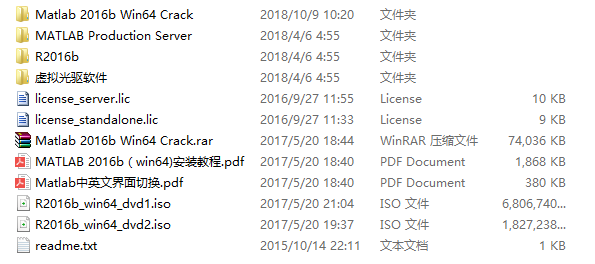 Matlab 2016b Win64 Crack 2018/10/9 10:20 文件夹
MATLAB Production Server 2018/4/6 4:55 文件夹
R2016b 2018/4/6 4:55 文件夹
虚拟光驱软件 2018/4/6 4:55 文件夹
license_server.lic 2016/9/27 11:55 License 10 KB
license_standalone.lic 2016/9/27 11:33 License 9 KB
Matlab 2016b Win64 Crack.rar 2017/5/20 18:44 WinRAR 压缩文件 74,036 KB
MATLAB 2016b（win64)安装教程.pdf 2017/5/20 18:40 PDF Document 1,868 KB
Matlab中英文界面切换.pdf 2017/5/20 18:40 PDF Document 380 KB
R2016b_win64_dvd1.iso 2017/5/20 21:04 ISO 文件 6,806,740...
R2016b_win64_dvd2.iso 2017/5/20 19:37 ISO 文件 1,827,238...
readme.txt 2015/10/14 22:11 文本文档 1 KB